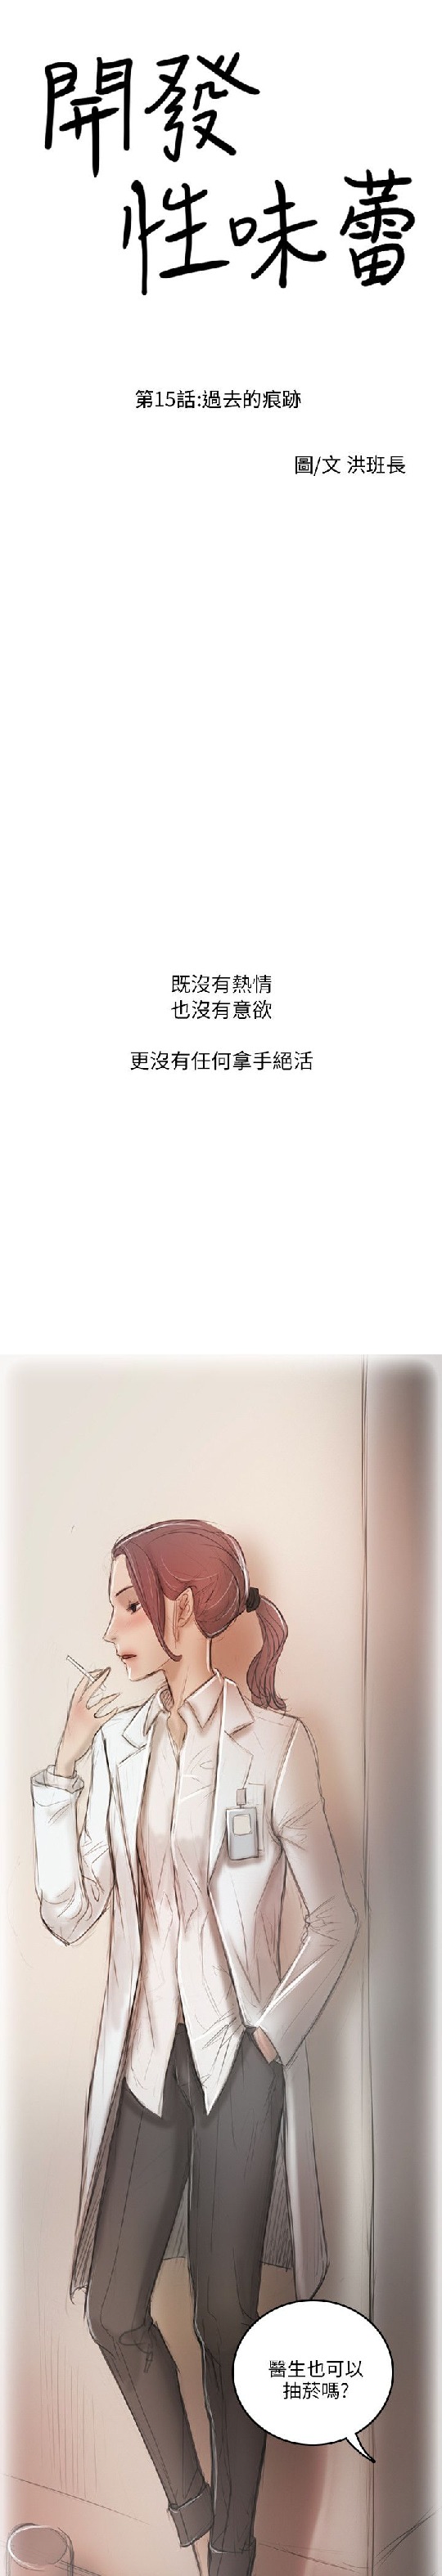 開發
性味蕾
第15話:過去的痕跡
圖/文 洪班長
既沒有熱情
也沒有意欲
更沒有任何拿手絕活
醫生也可以
抽菸嗎?